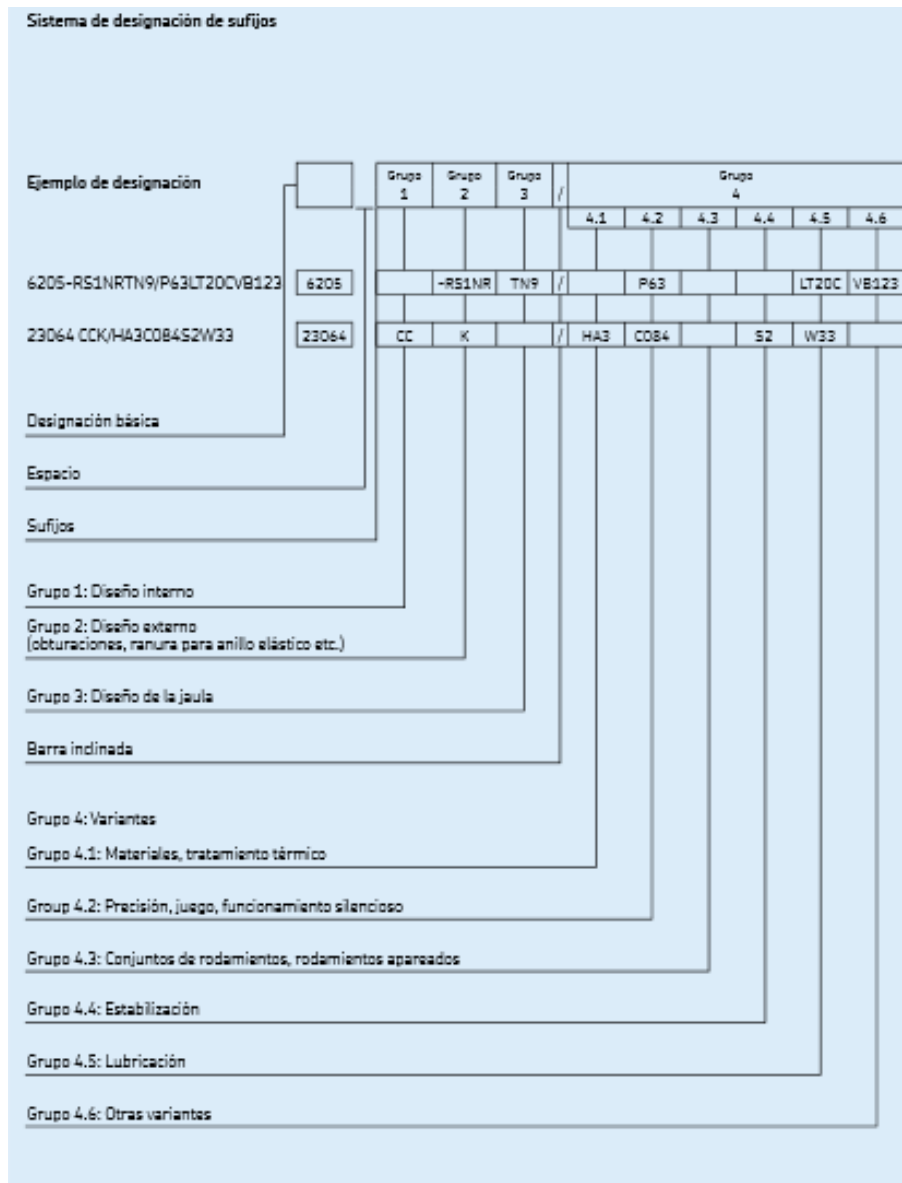 Sistema de designación de sufijos
Ejemplo de designación
Grupo 1
Grupo 2
Grupo 3
/
Grupo 4
4.1 4.2 4.3 4.4 4.5 4.6
6205-RS1NRTN9/P63LT20CVB123 6205 -RS1NR TN9 / P63 LT20C VB123
23064 CCK/HA3C084S2W33 23064 CC K / HA3 C084 S2 W33
Designación básica
Espacio
Sufijos
Grupo 1: Diseño interno
Grupo 2: Diseño externo
(obturaciones, ranura para anillo elástico etc.)
Grupo 3: Diseño de la jaula
Barra inclinada
Grupo 4: Variantes
Grupo 4.1: Materiales, tratamiento térmico
Group 4.2: Precisión, juego, funcionamiento silencioso
Grupo 4.3: Conjuntos de rodamientos, rodamientos apareados
Grupo 4.4: Estabilización
Grupo 4.5: Lubricación
Grupo 4.6: Otras variantes